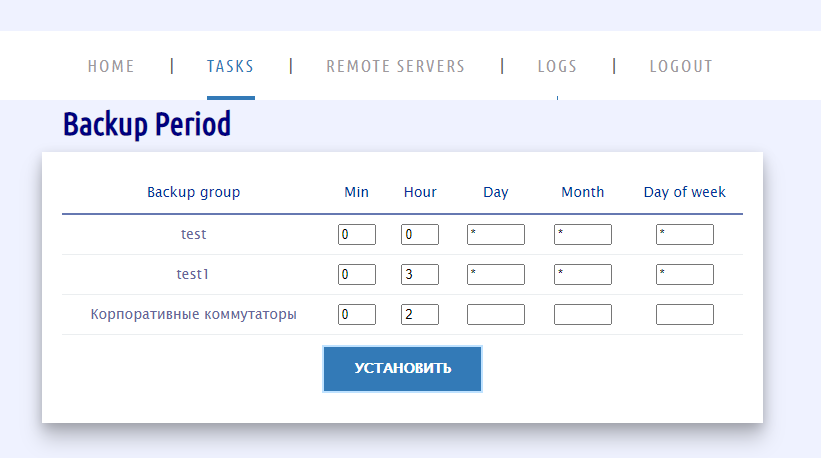 HOME | TASKS | REMOTE SERVERS | LOGS | LOGOUT
Backup Period
Backup group Min Hour Day Month Day of week
test 0 0 * * *
test1 0 3 * * *
Корпоративные коммутаторы 0 2
УСТАНОВИТЬ